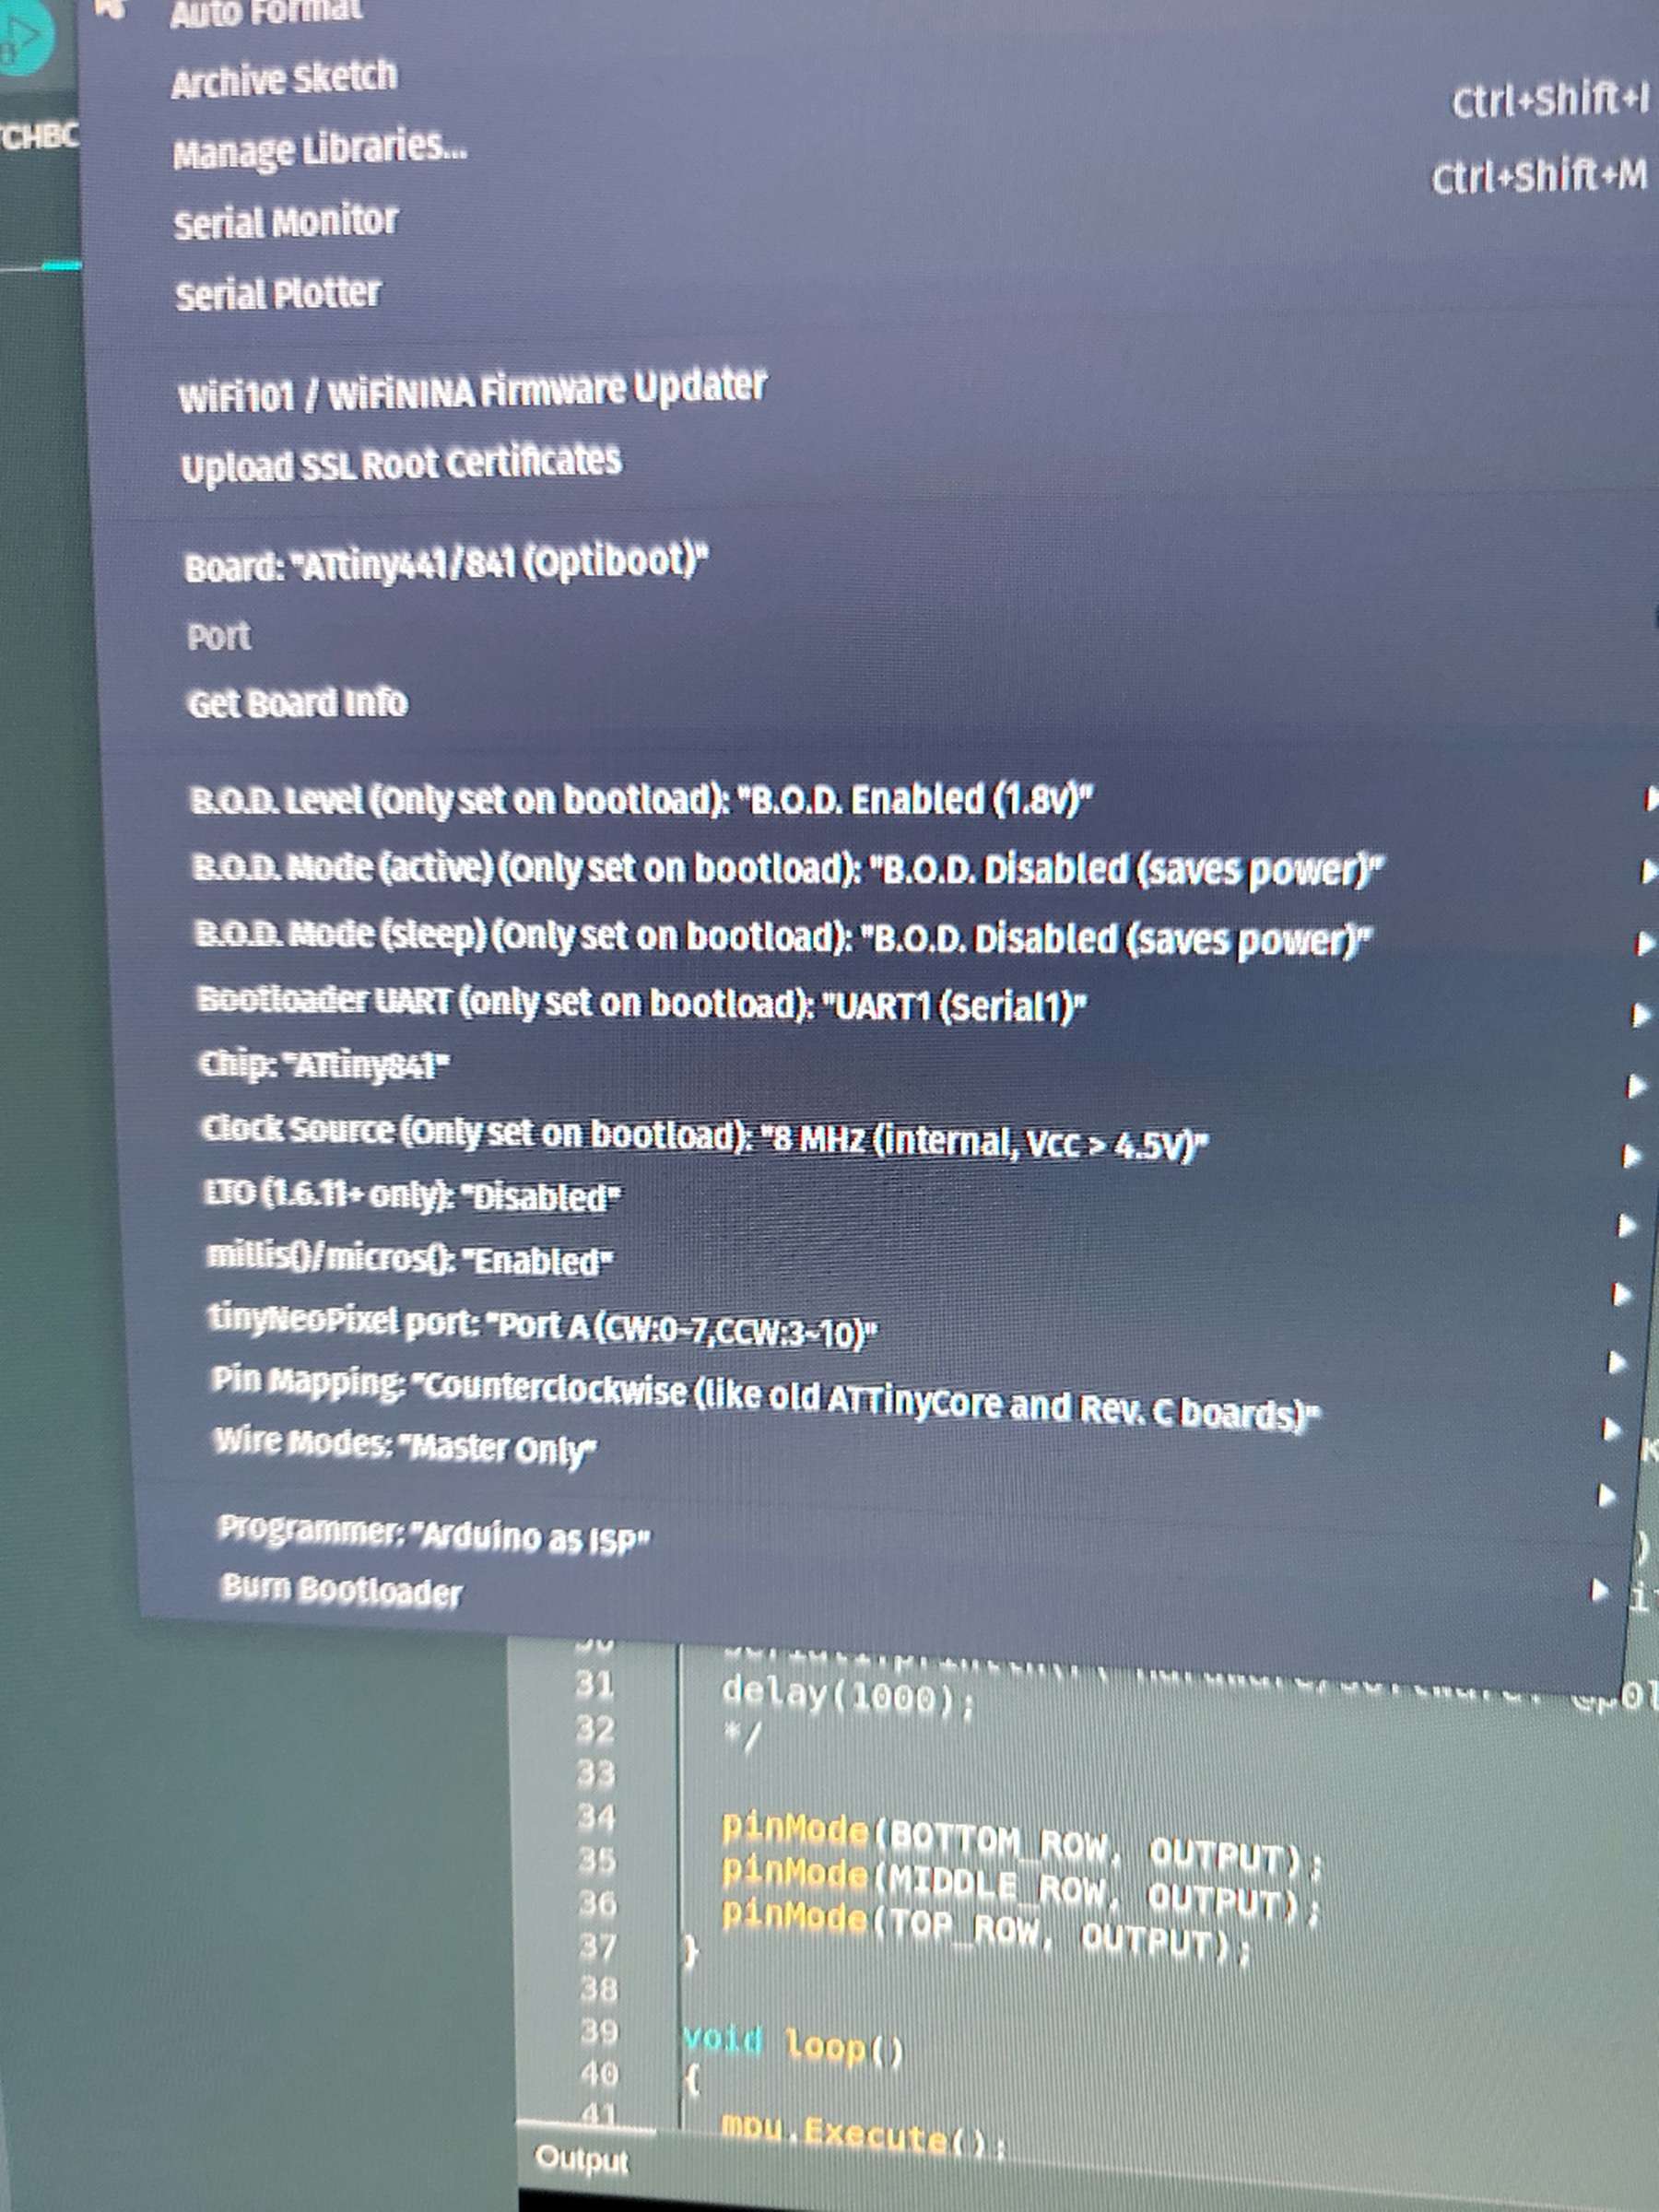 Auto Format
Archive Sketch
Ctrl+Shift+I
Manage Libraries...
Ctrl+Shift+M
Serial Monitor
Serial Plotter
WiFi101 / WiFiNINA Firmware Updater
Upload SSL Root Certificates
Board: "ATtiny441/841 (Optiboot)"
Port
Get Board Info
B.O.D. Level (Only set on bootload): "B.O.D. Enabled (1.8v)"
B.O.D. Mode (active) (Only set on bootload): "B.O.D. Disabled (saves power)"
B.O.D. Mode (sleep) (Only set on bootload): "B.O.D. Disabled (saves power)"
Bootloader UART (only set on bootload): "UART1 (Serial1)"
Chip: "ATtiny841"
Clock Source (Only set on bootload): "8 MHz (internal, Vcc > 4.5V)"
LTO (1.6.11+ only): "Disabled"
millis()/micros(): "Enabled"
tinyNeoPixel port: "Port A (CW:0~7,CCW:3~10)"
Pin Mapping: "Counterclockwise (like old ATTinyCore and Rev. C boards)"
Wire Modes: "Master Only"
Programmer: "Arduino as ISP"
Burn Bootloader
31 delay(1000);
32 */
33
34 pinMode(BOTTOM_ROW, OUTPUT);
35 pinMode(MIDDLE_ROW, OUTPUT);
36 pinMode(TOP_ROW, OUTPUT);
37 }
38
39 void loop()
40 {
41 mpu.Execute();
Output